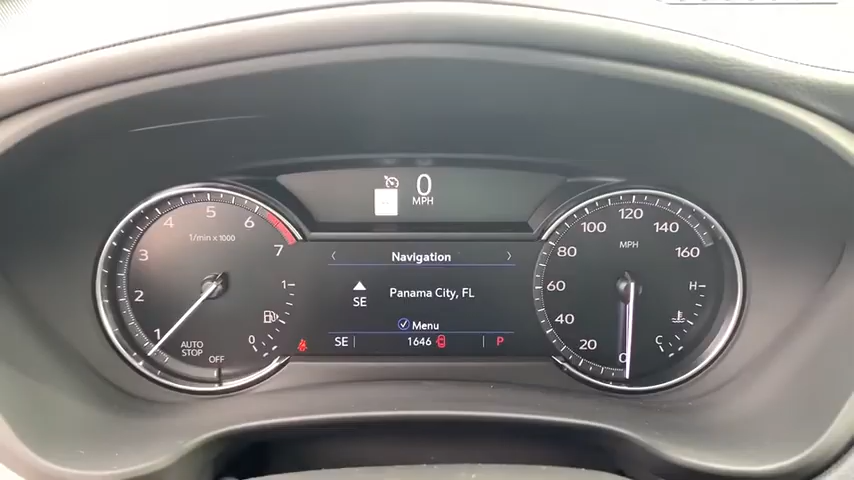 0
MPH
5
4
6
1/min x 1000
3
7
2
1
AUTO
STOP
OFF
1
0
< Navigation >
SE
Panama City, FL
Menu
SE
1646
P
120
100
140
MPH
80
160
60
40
20
0
H
C